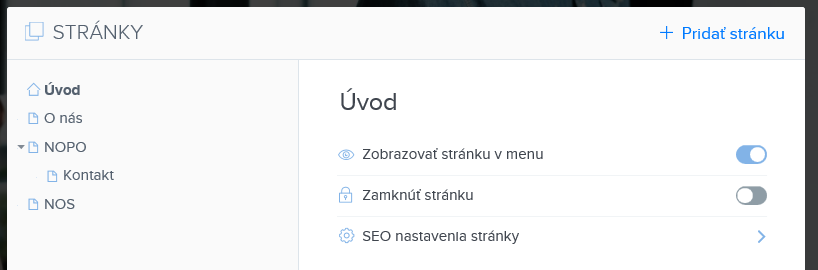 STRÁNKY
Pridať stránku
Úvod
O nás
NOPO
Kontakt
NOS
Úvod
Zobrazovať stránku v menu
Zamknúť stránku
SEO nastavenia stránky